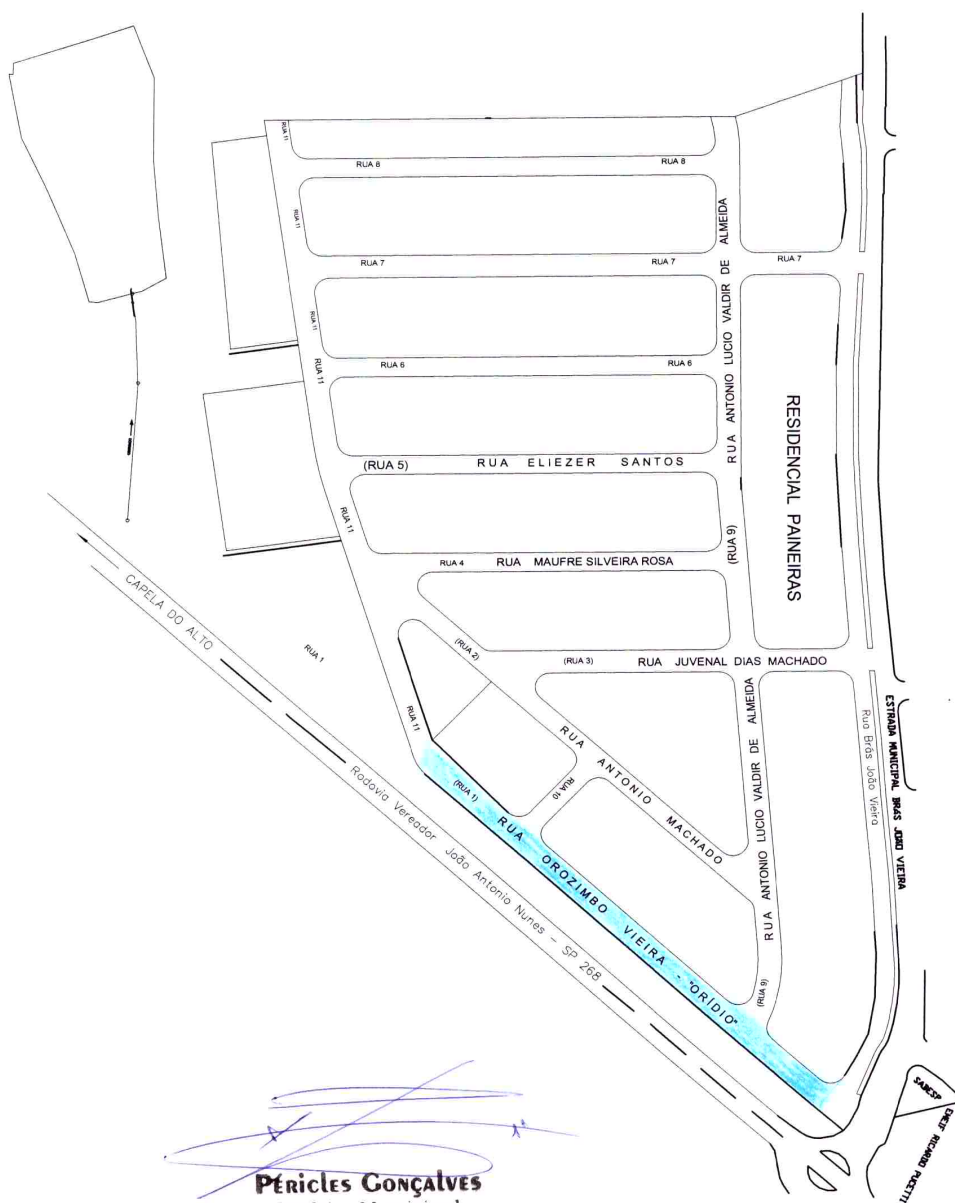 RUA 11
RUA 8
RUA 8
RUA 11
RUA 7
RUA 7
RUA 7
RUA ANTONIO LUCIO VALDIR DE ALMEIDA
(RUA 9)
RUA 11
RUA 11
RUA 6
RUA 6
RESIDENCIAL PAINEIRAS
(RUA 5) RUA ELIEZER SANTOS
RUA 11
RUA 4 RUA MAUFRE SILVEIRA ROSA
CAPELA DO ALTO
RUA 1
(RUA 2)
RUA ANTONIO MACHADO
(RUA 3) RUA JUVENAL DIAS MACHADO
RUA 11
RUA 10
RUA ANTONIO LUCIO VALDIR DE ALMEIDA
(RUA 9)
Rua Brás João Vieira
ESTRADA MUNICIPAL BRAS JOÃO VIEIRA
(RUA 1) RUA OROZIMBO VIEIRA - "ORÍDIO"
Rodovia Vereador João Antonio Nunes - SP 268
SABESP
EMEIF RICARDO PUCETTI
PÉRICLES GONÇALVES